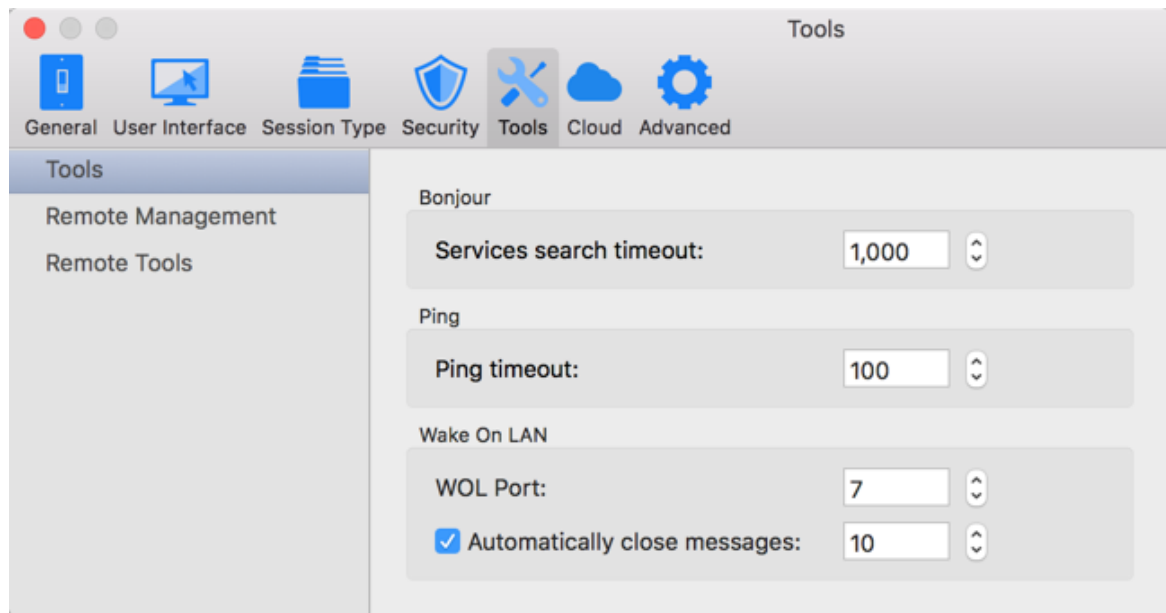 Tools
General User Interface Session Type Security Tools Cloud Advanced
Tools
Remote Management
Remote Tools
Bonjour
Services search timeout: 1,000
Ping
Ping timeout: 100
Wake On LAN
WOL Port: 7
Automatically close messages: 10